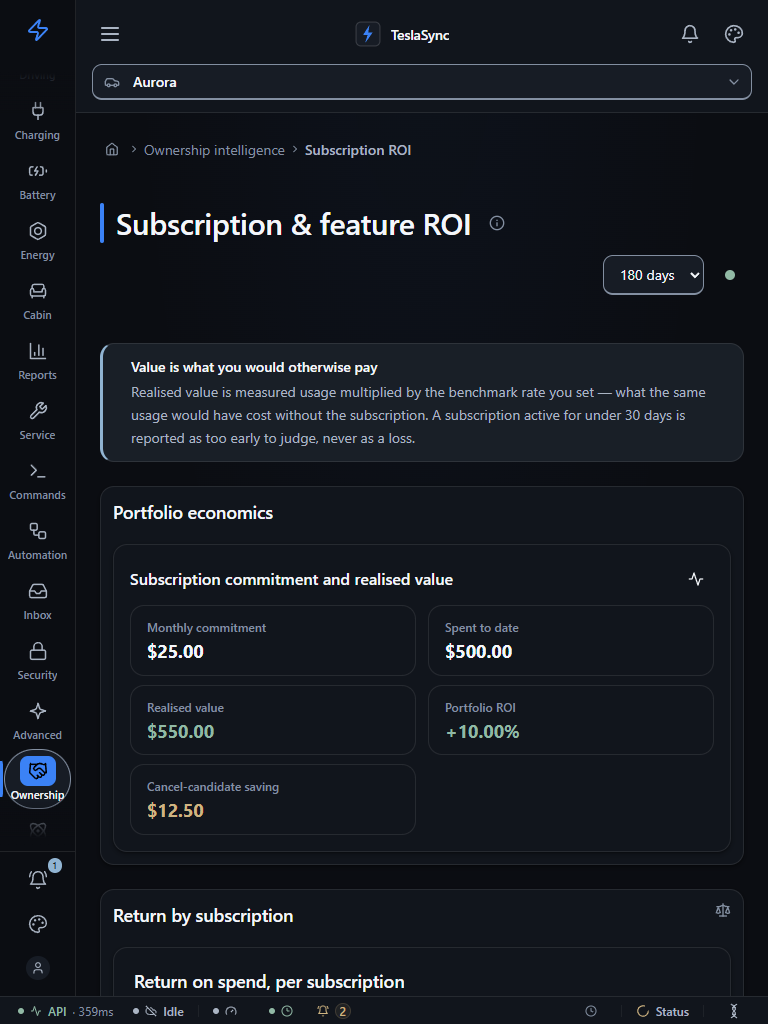 TeslaSync
Aurora
Driving
Charging
Battery
Energy
Cabin
Reports
Service
Commands
Automation
Inbox
Security
Advanced
Ownership
1
Ownership intelligence > Subscription ROI
Subscription & feature ROI
180 days
Value is what you would otherwise pay
Realised value is measured usage multiplied by the benchmark rate you set — what the same
usage would have cost without the subscription. A subscription active for under 30 days is
reported as too early to judge, never as a loss.
Portfolio economics
Subscription commitment and realised value
Monthly commitment
$25.00
Spent to date
$500.00
Realised value
$550.00
Portfolio ROI
+10.00%
Cancel-candidate saving
$12.50
Return by subscription
Return on spend, per subscription
API · 359ms
Idle
2
Status